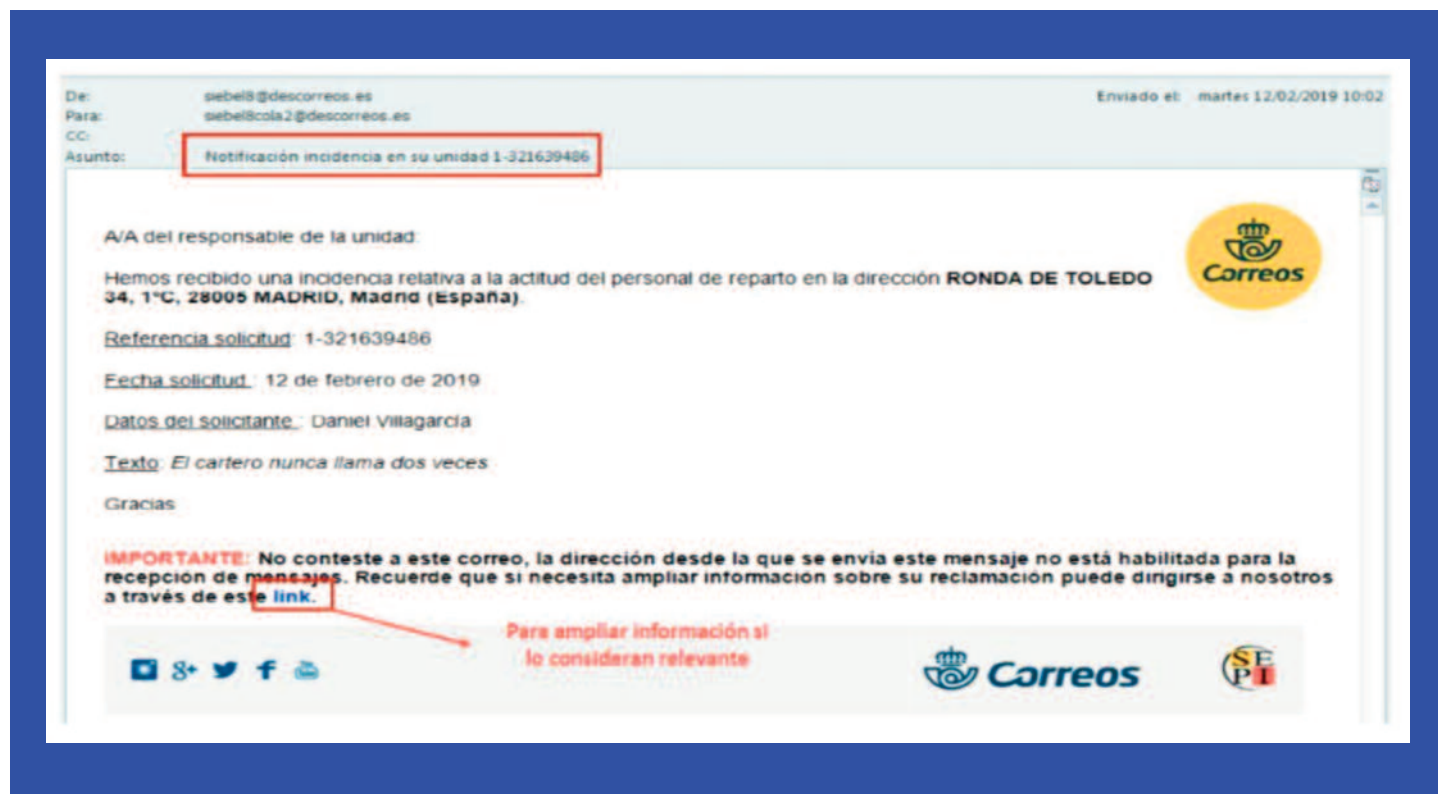 De: siebel8@descorreos.es Enviado el: martes 12/02/2019 10:02
Para: siebel8cola2@descorreos.es
CC:
Asunto: Notificación incidencia en su unidad 1-321639486
A/A del responsable de la unidad:
Hemos recibido una incidencia relativa a la actitud del personal de reparto en la dirección RONDA DE TOLEDO
34, 1ºC, 28005 MADRID, Madrid (España).
Correos
Referencia solicitud: 1-321639486
Fecha solicitud : 12 de febrero de 2019
Datos del solicitante : Daniel Villagarcía
Texto: El cartero nunca llama dos veces
Gracias
IMPORTANTE: No conteste a este correo, la dirección desde la que se envía este mensaje no está habilitada para la
recepción de mensajes. Recuerde que si necesita ampliar información sobre su reclamación puede dirigirse a nosotros
a través de este link.
Para ampliar información si
lo consideran relevante
Correos
SEPI